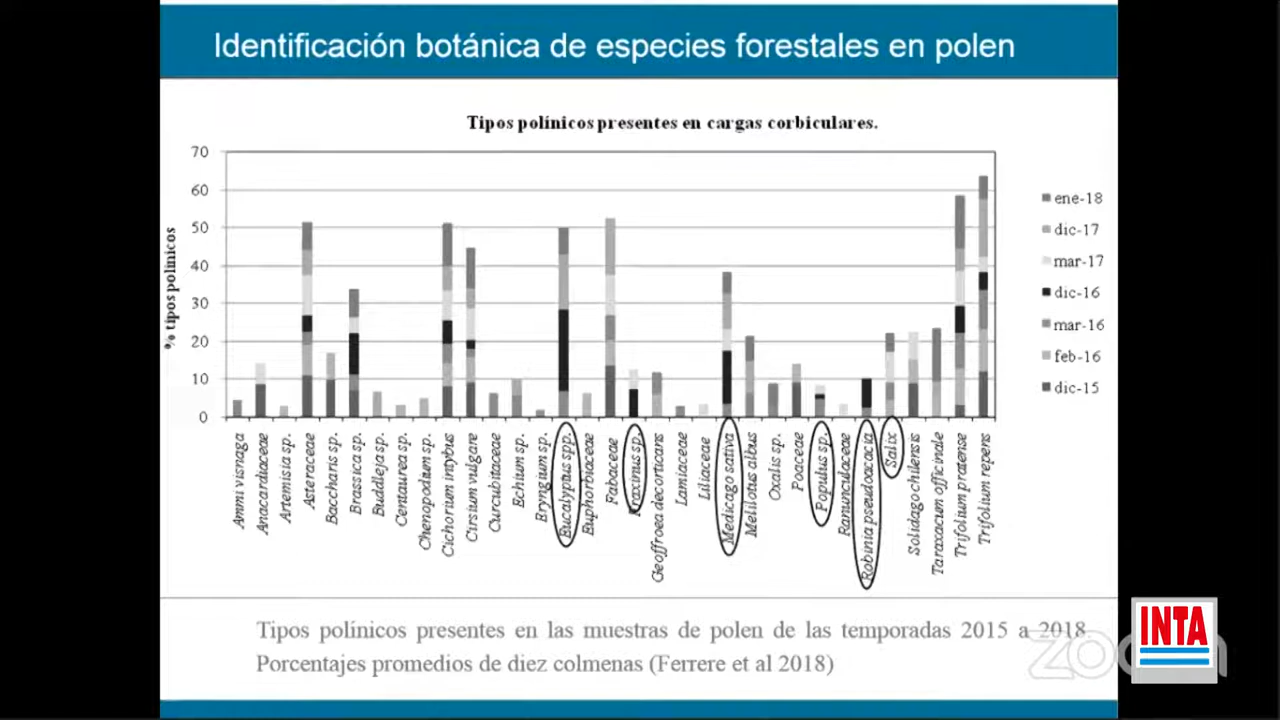 Identificación botánica de especies forestales en polen
Tipos polínicos presentes en cargas corbiculares.
% tipos polínicos
70
60
50
40
30
20
10
0
Ammi visnaga
Anacardiaceae
Artemisia sp.
Asteraceae
Baccharis sp.
Brassica sp.
Buddleja sp.
Centaurea sp.
Chenopodium sp.
Cichorium intybus
Cirsium vulgare
Curcubitaceae
Echium sp.
Eryngium sp.
Eucalyptus spp.
Euphorbiaceae
Fabaceae
Fraxinus sp.
Geoffroea decorticans
Lamiaceae
Liliaceae
Medicago sativa
Melilotus albus
Oxalis sp.
Poaceae
Populus sp.
Ranunculaceae
Robinia pseudoacacia
Salix
Solidago chilensis
Taraxacum officinale
Trifolium pratense
Trifolium repens
ene-18
dic-17
mar-17
dic-16
mar-16
feb-16
dic-15
Tipos polínicos presentes en las muestras de polen de las temporadas 2015 a 2018.
Porcentajes promedios de diez colmenas (Ferrere et al 2018)
zoom
INTA